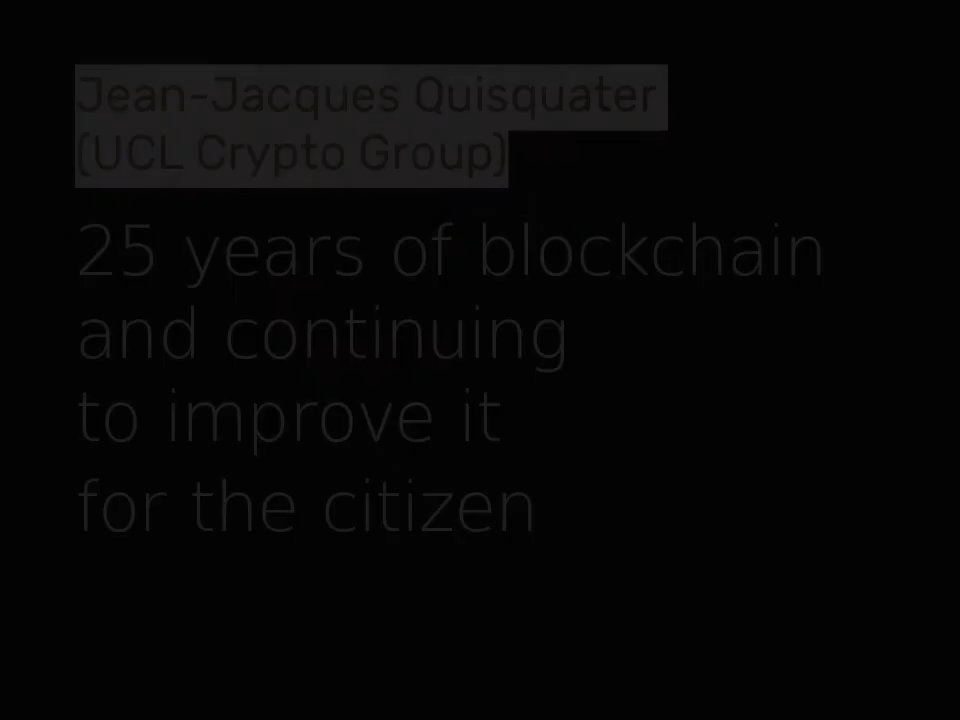 Jean-Jacques Quisquater
(UCL Crypto Group)
25 years of blockchain
and continuing
to improve it
for the citizen